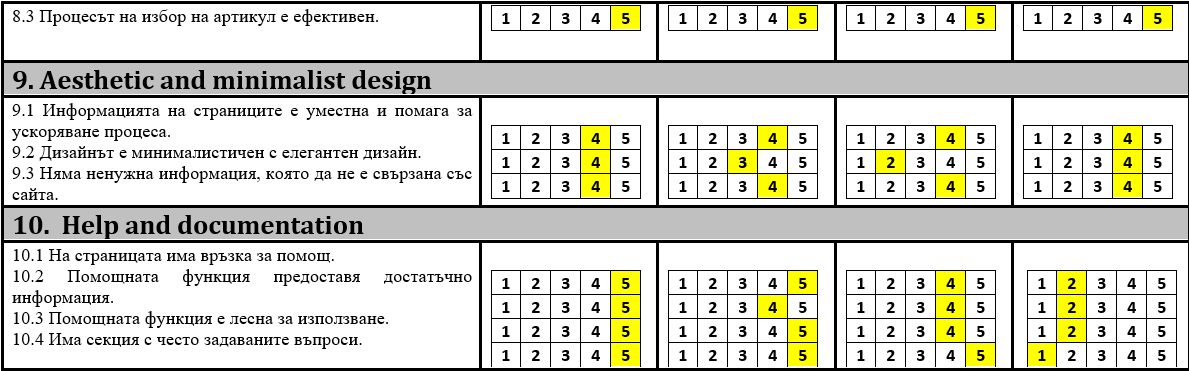 8.3 Процесът на избор на артикул е ефективен.
1 2 3 4 5 1 2 3 4 5 1 2 3 4 5 1 2 3 4 5
9. Aesthetic and minimalist design
9.1 Информацията на страниците е уместна и помага за
ускоряване процеса.
9.2 Дизайнът е минималистичен с елегантен дизайн.
9.3 Няма ненужна информация, която да не е свързана със
сайта.
1 2 3 4 5 1 2 3 4 5 1 2 3 4 5 1 2 3 4 5
1 2 3 4 5 1 2 3 4 5 1 2 3 4 5 1 2 3 4 5
1 2 3 4 5 1 2 3 4 5 1 2 3 4 5 1 2 3 4 5
10. Help and documentation
10.1 На страницата има връзка за помощ.
10.2 Помощната функция предоставя достатъчно
информация.
10.3 Помощната функция е лесна за използване.
10.4 Има секция с често задаваните въпроси.
1 2 3 4 5 1 2 3 4 5 1 2 3 4 5 1 2 3 4 5
1 2 3 4 5 1 2 3 4 5 1 2 3 4 5 1 2 3 4 5
1 2 3 4 5 1 2 3 4 5 1 2 3 4 5 1 2 3 4 5
1 2 3 4 5 1 2 3 4 5 1 2 3 4 5 1 2 3 4 5